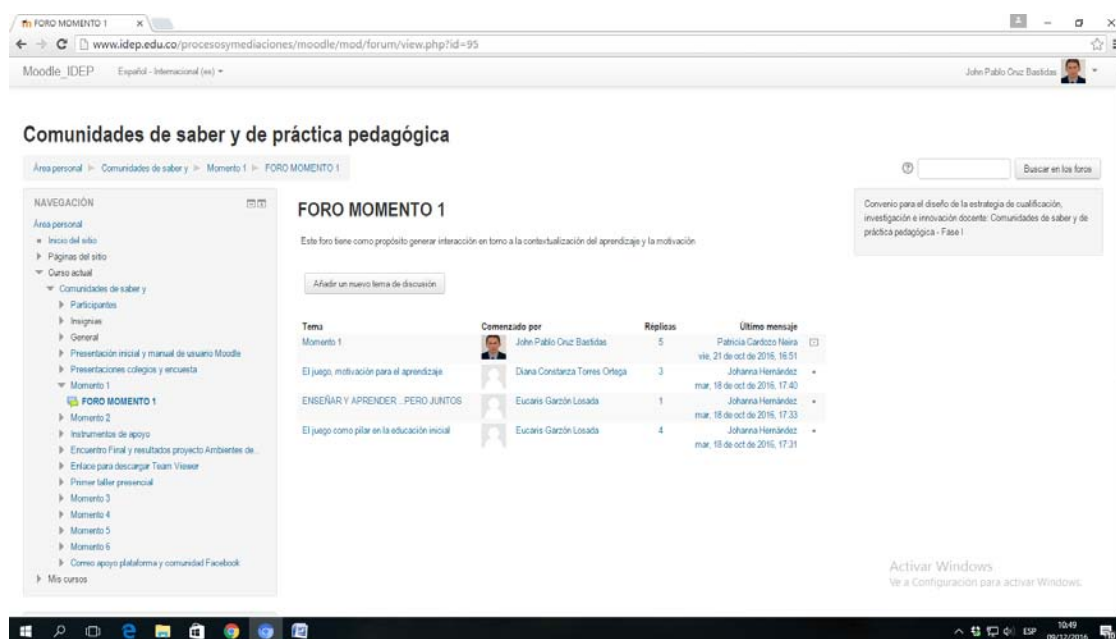 FORO MOMENTO 1
www.idep.edu.co/procesosymediaciones/moodle/mod/forum/view.php?id=95
Moodle_IDEP Español - Internacional (es)
John Pablo Cruz Bastidas
Comunidades de saber y de práctica pedagógica
Área personal Comunidades de saber y Momento 1 FORO MOMENTO 1
Buscar en los foros
NAVEGACIÓN
Área personal
Inicio del sitio
Páginas del sitio
Curso actual
Comunidades de saber y
Participantes
Insignias
General
Presentación inicial y manual de usuario Moodle
Presentaciones colegios y encuesta
Momento 1
FORO MOMENTO 1
Momento 2
Instrumentos de apoyo
Encuentro Final y resultados proyecto Ambientes de...
Enlace para descargar Team Viewer
Primer taller presencial
Momento 3
Momento 4
Momento 5
Momento 6
Correo apoyo plataforma y comunidad Facebook
Mis cursos
FORO MOMENTO 1
Este foro tiene como propósito generar interacción en torno a la contextualización del aprendizaje y la motivación
Añadir un nuevo tema de discusión
Tema Comenzado por Réplicas Último mensaje
Momento 1 John Pablo Cruz Bastidas 5 Patricia Cardozo Neira
vie, 21 de oct de 2016, 16:51
El juego, motivación para el aprendizaje Diana Constanza Torres Ortega 3 Johanna Hernández
mar, 18 de oct de 2016, 17:40
ENSEÑAR Y APRENDER ...PERO JUNTOS Eucaris Garzón Losada 1 Johanna Hernández
mar, 18 de oct de 2016, 17:33
El juego como pilar en la educación inicial Eucaris Garzón Losada 4 Johanna Hernández
mar, 18 de oct de 2016, 17:31
Convenio para el diseño de la estrategia de cualificación,
investigación e innovación docente: Comunidades de saber y de
práctica pedagógica - Fase I
Activar Windows
Ve a Configuración para activar Windows.
ESP
10:49
09/12/2016